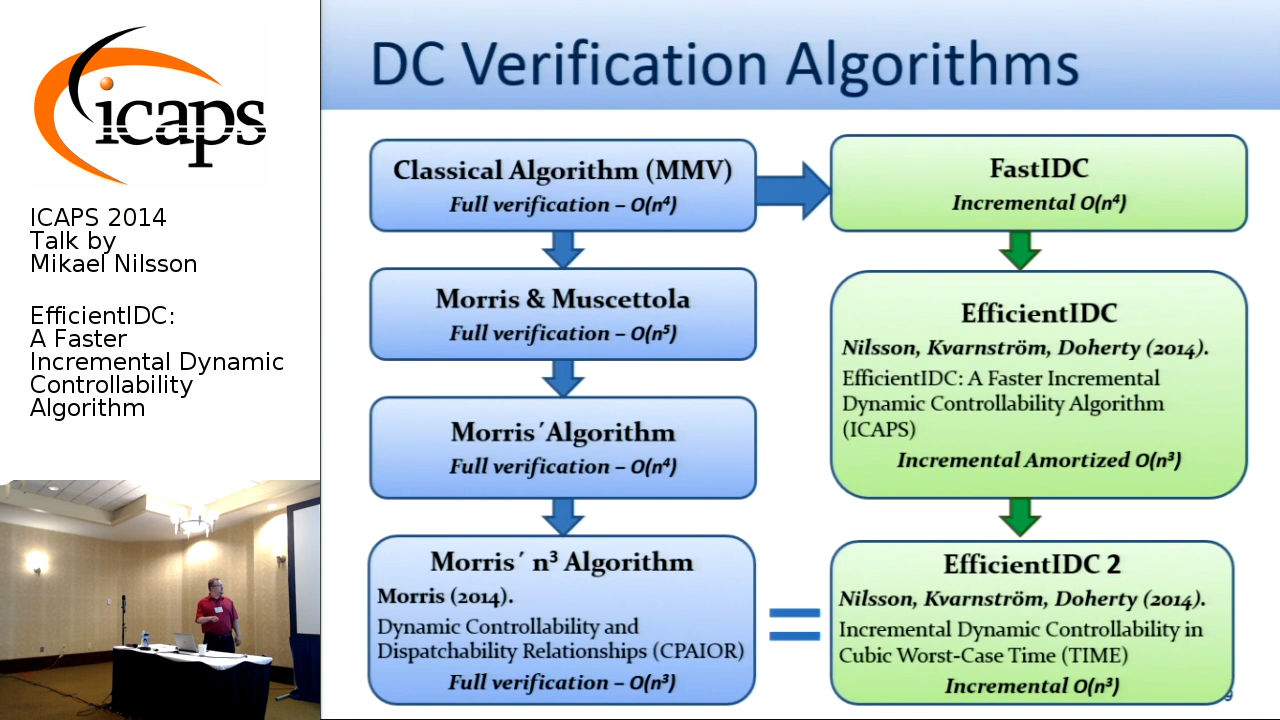 icaps
ICAPS 2014
Talk by
Mikael Nilsson
EfficientIDC:
A Faster
Incremental Dynamic
Controllability
Algorithm
DC Verification Algorithms
Classical Algorithm (MMV)
Full verification – O(n⁴)
Morris & Muscettola
Full verification – O(n⁵)
Morris´Algorithm
Full verification – O(n⁴)
Morris´ n³ Algorithm
Morris (2014).
Dynamic Controllability and
Dispatchability Relationships (CPAIOR)
Full verification – O(n³)
=
FastIDC
Incremental O(n⁴)
EfficientIDC
Nilsson, Kvarnström, Doherty (2014).
EfficientIDC: A Faster Incremental
Dynamic Controllability Algorithm
(ICAPS)
Incremental Amortized O(n³)
EfficientIDC 2
Nilsson, Kvarnström, Doherty (2014).
Incremental Dynamic Controllability in
Cubic Worst-Case Time (TIME)
Incremental O(n³)